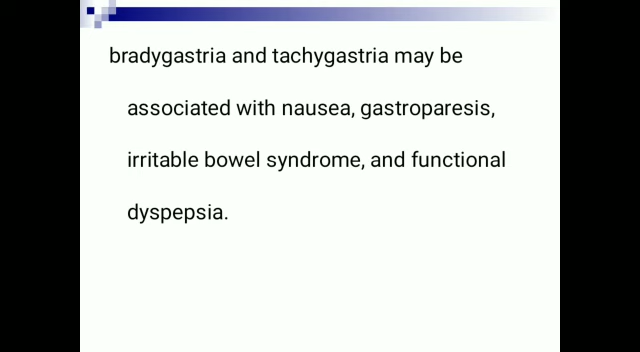 bradygastria and tachygastria may be
associated with nausea, gastroparesis,
irritable bowel syndrome, and functional
dyspepsia.